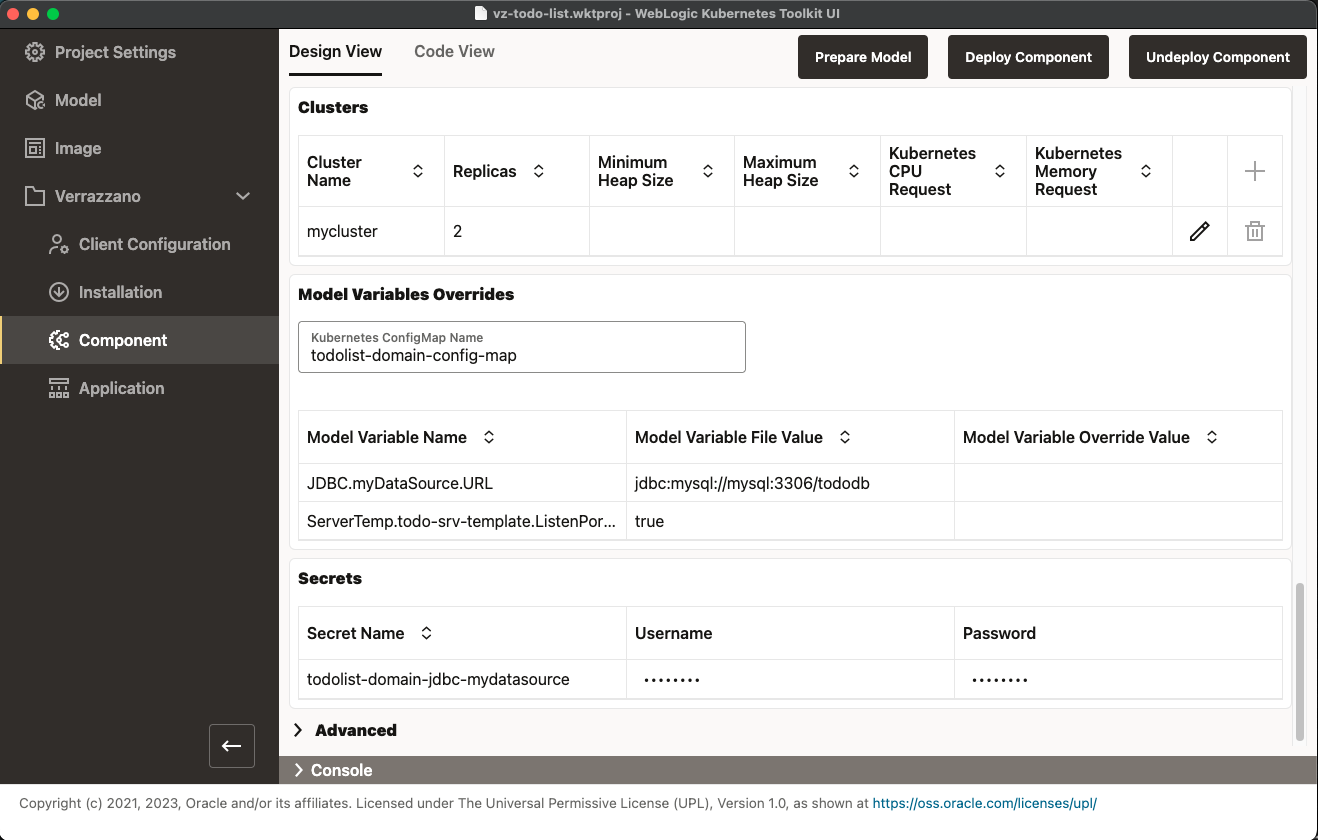 vz-todo-list.wktproj - WebLogic Kubernetes Toolkit UI
Project Settings
Model
Image
Verrazzano
Client Configuration
Installation
Component
Application
Design View
Code View
Prepare Model
Deploy Component
Undeploy Component
Clusters
Cluster Name
Replicas
Minimum Heap Size
Maximum Heap Size
Kubernetes CPU Request
Kubernetes Memory Request
mycluster
2
Model Variables Overrides
Kubernetes ConfigMap Name
todolist-domain-config-map
Model Variable Name
Model Variable File Value
Model Variable Override Value
JDBC.myDataSource.URL
jdbc:mysql://mysql:3306/tododb
ServerTemp.todo-srv-template.ListenPor...
true
Secrets
Secret Name
Username
Password
todolist-domain-jdbc-mydatasource
••••••••
••••••••
Advanced
Console
Copyright (c) 2021, 2023, Oracle and/or its affiliates. Licensed under The Universal Permissive License (UPL), Version 1.0, as shown at https://oss.oracle.com/licenses/upl/